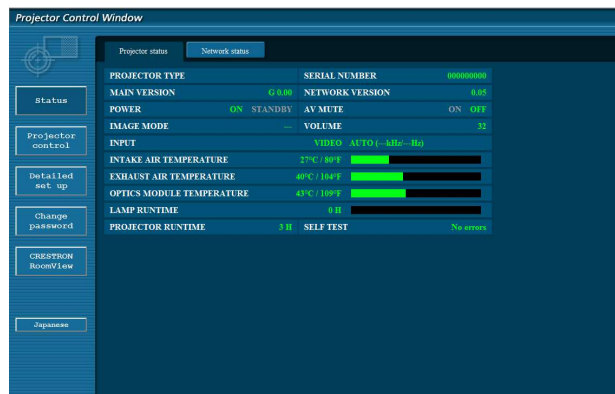 Projector Control Window
Projector status Network status
PROJECTOR TYPE SERIAL NUMBER 000000000
MAIN VERSION G 0.00 NETWORK VERSION 0.05
POWER ON STANDBY AV MUTE ON OFF
IMAGE MODE --- VOLUME 32
INPUT VIDEO AUTO (---kHz/---Hz)
INTAKE AIR TEMPERATURE 27°C / 80°F
EXHAUST AIR TEMPERATURE 40°C / 104°F
OPTICS MODULE TEMPERATURE 43°C / 109°F
LAMP RUNTIME 0 H
PROJECTOR RUNTIME 3 H SELF TEST No errors
Status
Projector
control
Detailed
set up
Change
password
CRESTRON
RoomView
Japanese